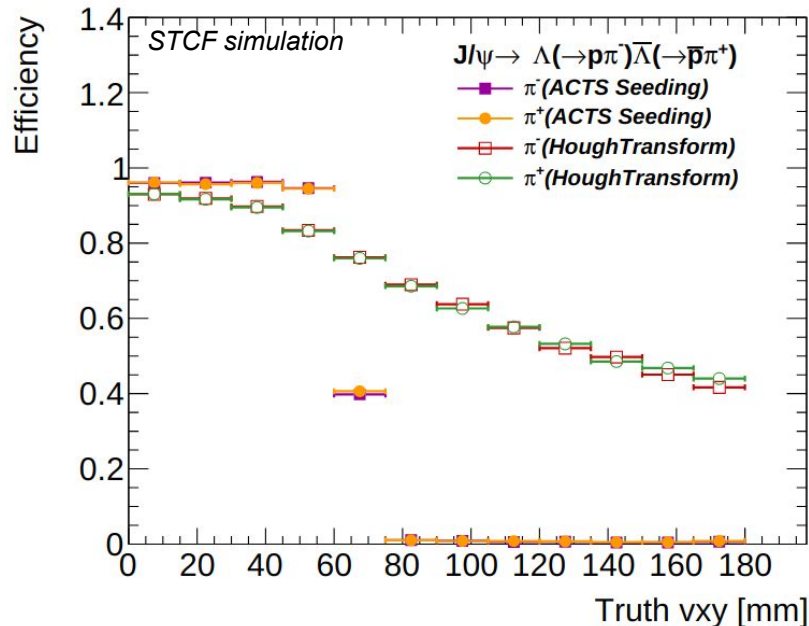 STCF simulation
J/ψ→ Λ(→pπ⁻)Λ̅(→p̅π⁺)
π⁻(ACTS Seeding)
π⁺(ACTS Seeding)
π⁻(HoughTransform)
π⁺(HoughTransform)
Efficiency
1.4
1.2
1
0.8
0.6
0.4
0.2
0
0 20 40 60 80 100 120 140 160 180
Truth vxy [mm]